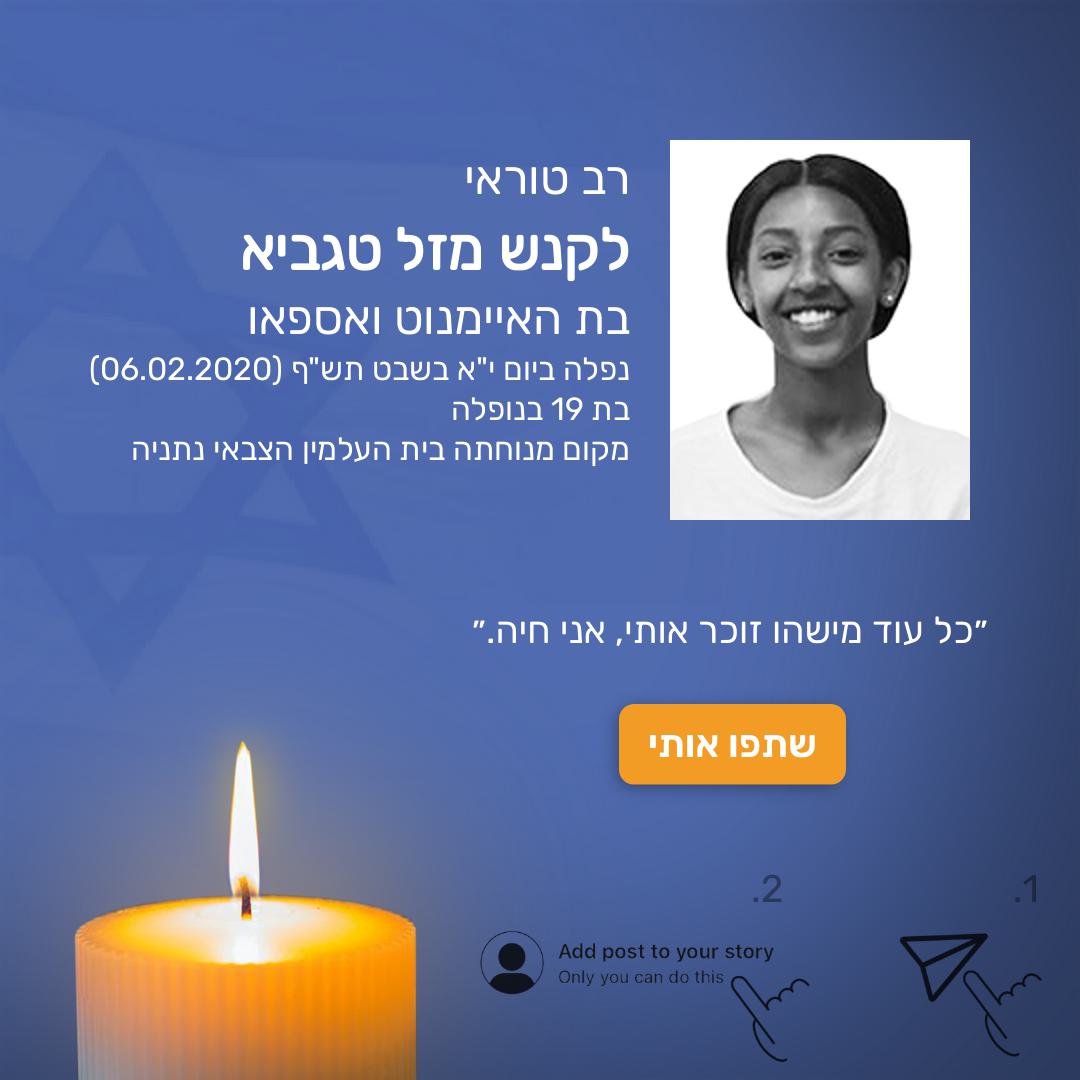 רב טוראי
לקנש מזל טגביא
בת האיימנוט ואספאו
נפלה ביום י"א בשבט תש"ף (06.02.2020)
בת 19 בנופלה
מקום מנוחתה בית העלמין הצבאי נתניה
״כל עוד מישהו זוכר אותי, אני חיה.״
שתפו אותי
1.
2.
Add post to your story
Only you can do this